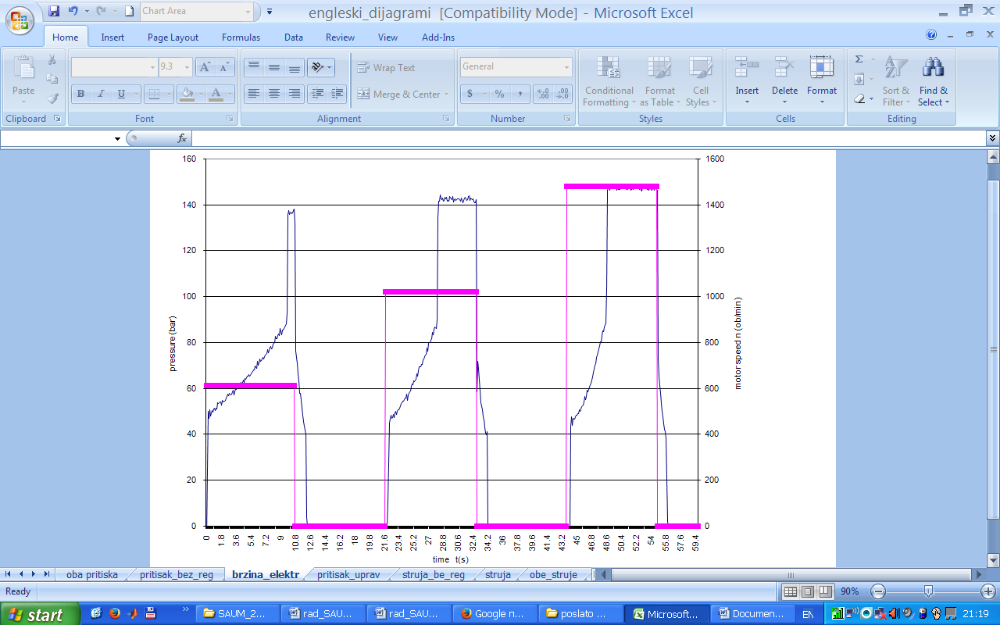 engleski_dijagrami [Compatibility Mode] - Microsoft Excel
Chart Area
Home Insert Page Layout Formulas Data Review View Add-Ins
Paste
9.3
B I U A
Wrap Text
Merge & Center
General
$ % ,
Conditional Formatting
Format as Table
Cell Styles
Insert
Delete
Format
Σ
Sort & Filter
Find & Select
Clipboard Font Alignment Number Styles Cells Editing
fx
160 1600
140 1400
120 1200
100 1000
80 800
60 600
40 400
20 200
0 0
pressure (bar)
motor speed n (ob/min)
0 1.8 3.6 5.4 7.2 9 10.8 12.6 14.4 16.2 18 19.8 21.6 23.4 25.2 27 28.8 30.6 32.4 34.2 36 37.8 39.6 41.4 43.2 45 46.8 48.6 50.4 52.2 54 55.8 57.6 59.4
time t(s)
oba pritiska pritisak_bez_reg brzina_elektr pritisak_uprav struja_be_reg struja obe_struje
Ready
90%
start
SAUM_2...
rad_SAU...
rad_SAU...
Google n...
poslato ...
Microsoft...
Documen...
EN
21:19